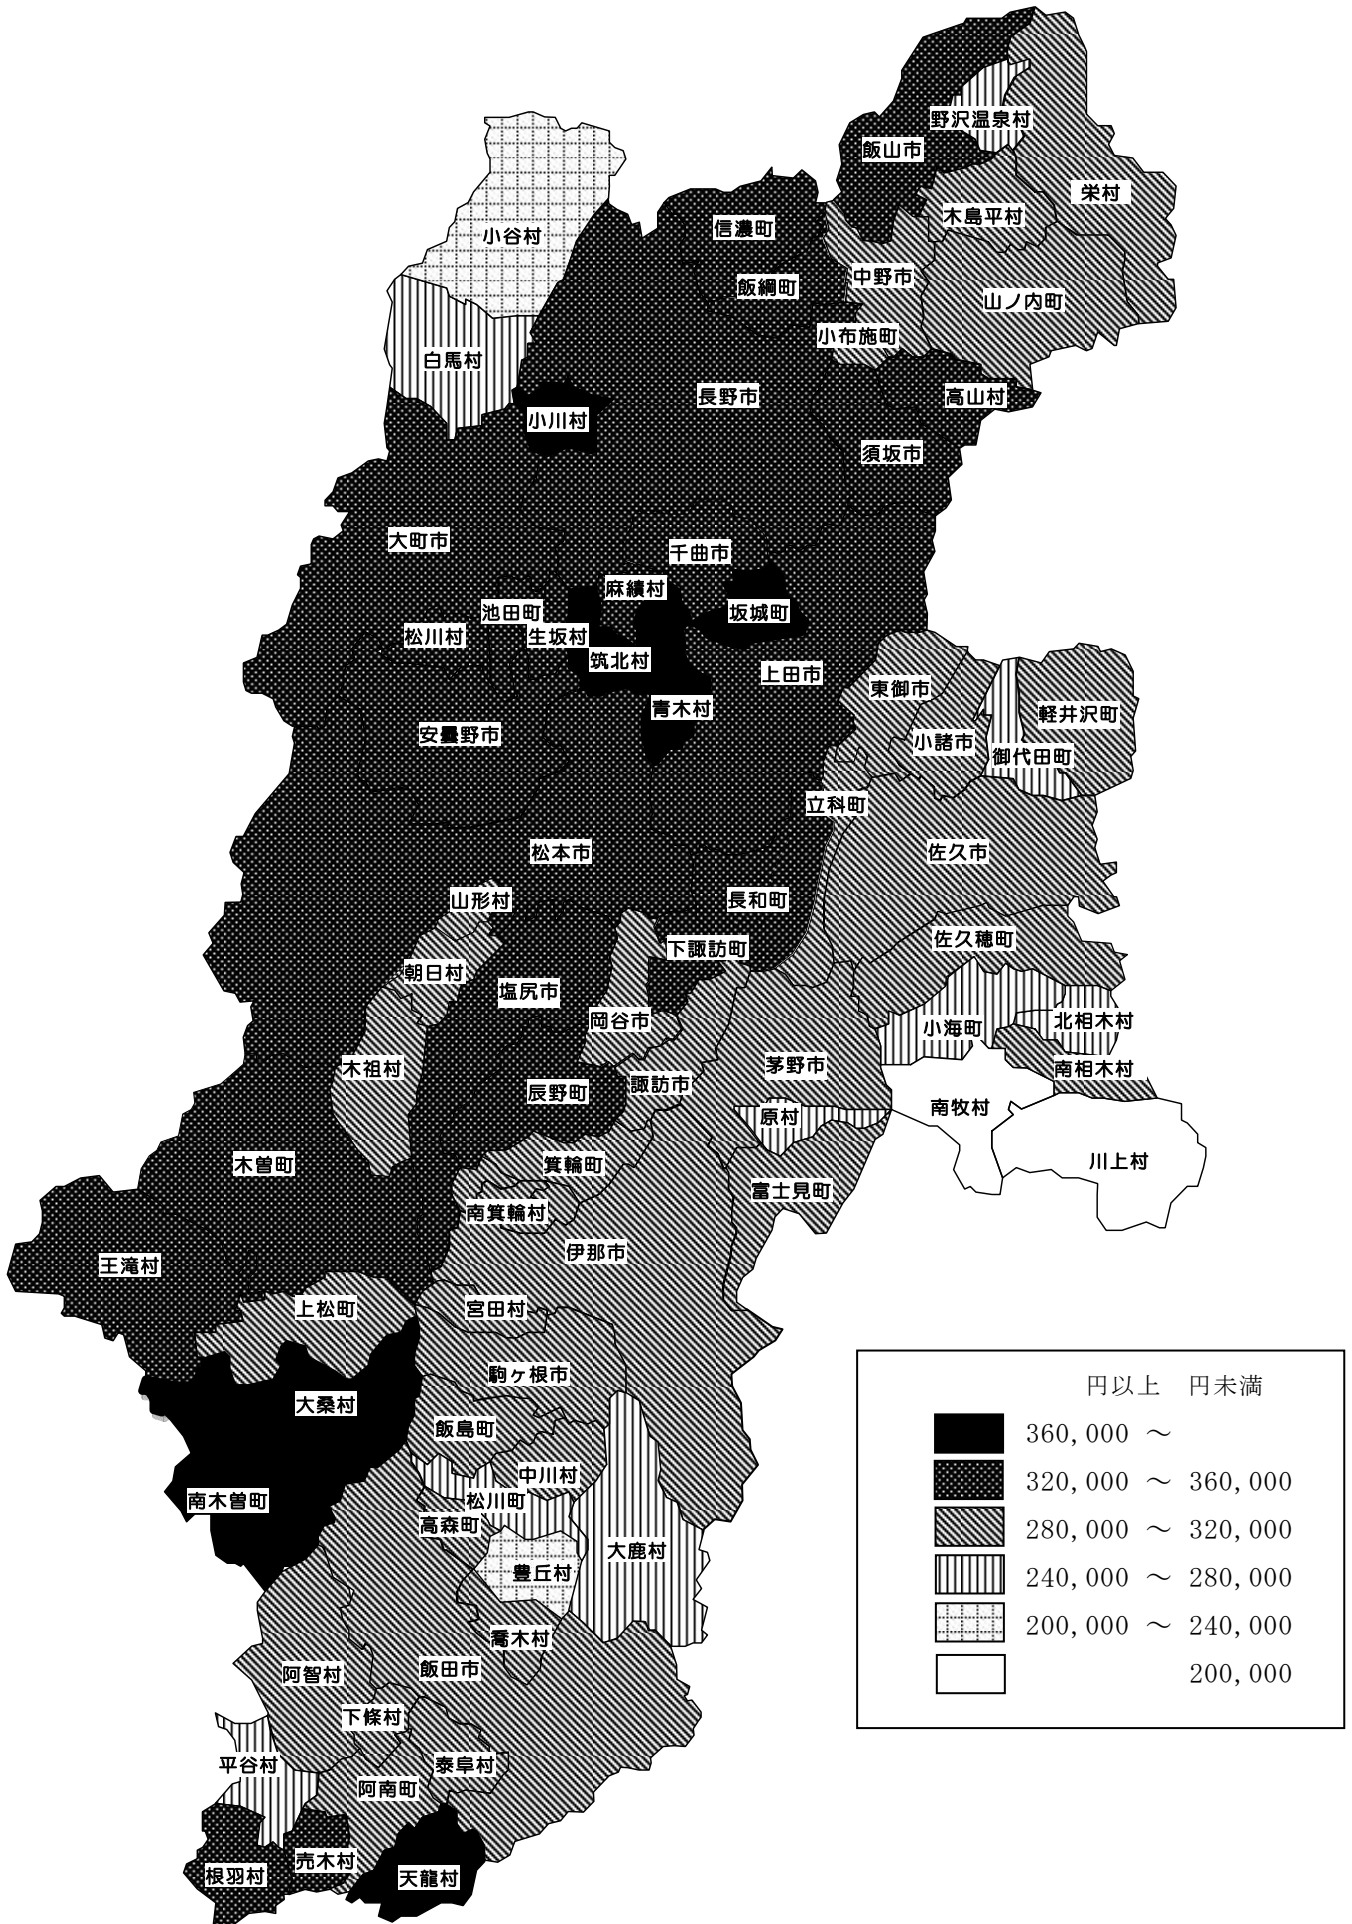 野沢温泉村
飯山市
栄村
木島平村
小谷村
信濃町
中野市
飯綱町
山ノ内町
小布施町
白馬村
長野市
高山村
小川村
須坂市
大町市
千曲市
麻績村
池田町
坂城町
松川村
生坂村
筑北村
上田市
東御市
青木村
軽井沢町
安曇野市
小諸市
御代田町
立科町
松本市
佐久市
山形村
長和町
佐久穂町
下諏訪町
朝日村
塩尻市
岡谷市
小海町
北相木村
木祖村
茅野市
南相木村
諏訪市
辰野町
南牧村
原村
木曽町
箕輪町
川上村
富士見町
南箕輪村
伊那市
王滝村
上松町
宮田村
駒ヶ根市
大桑村
飯島町
中川村
南木曽町
松川町
高森町
大鹿村
豊丘村
喬木村
飯田市
阿智村
下條村
平谷村
泰阜村
阿南町
売木村
根羽村
天龍村
円以上 円未満
360,000 ～
320,000 ～ 360,000
280,000 ～ 320,000
240,000 ～ 280,000
200,000 ～ 240,000
200,000